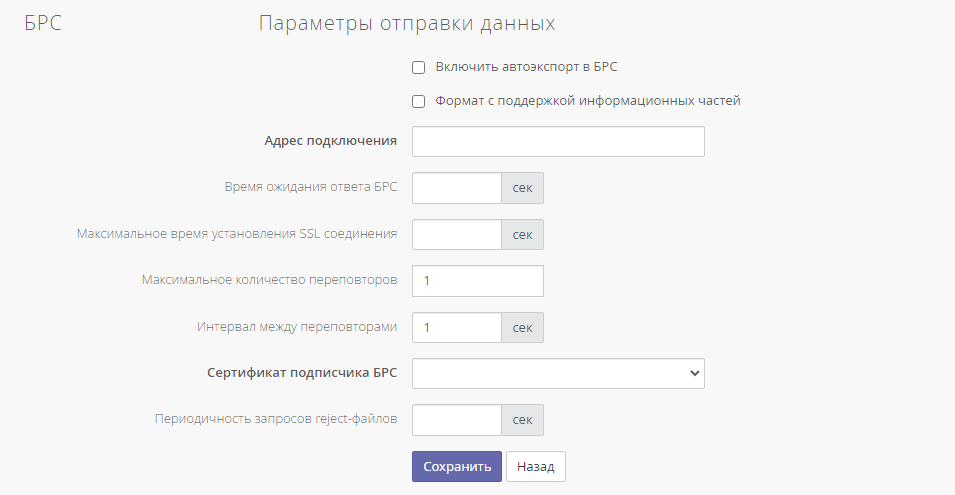 БРС
Параметры отправки данных
Включить автоэкспорт в БРС
Формат с поддержкой информационных частей
Адрес подключения
Время ожидания ответа БРС сек
Максимальное время установления SSL соединения сек
Максимальное количество переповторов 1
Интервал между переповторами 1 сек
Сертификат подписчика БРС
Периодичность запросов reject-файлов сек
Сохранить Назад